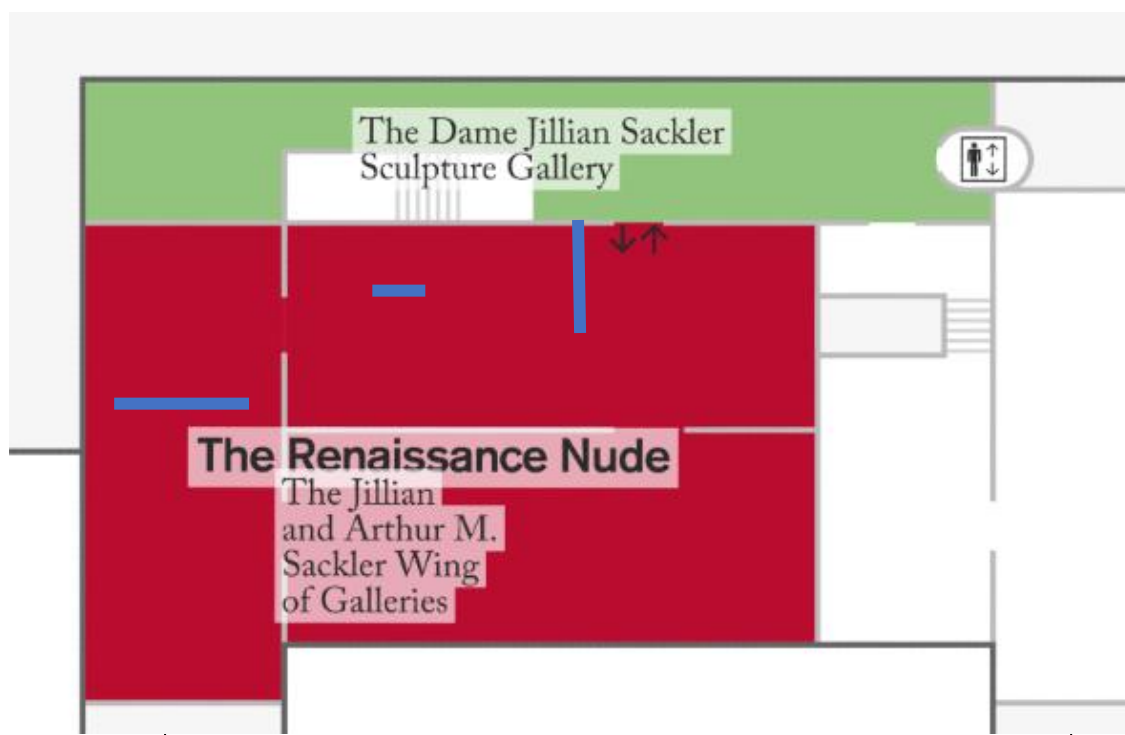 The Dame Jillian Sackler
Sculpture Gallery
The Renaissance Nude
The Jillian
and Arthur M.
Sackler Wing
of Galleries